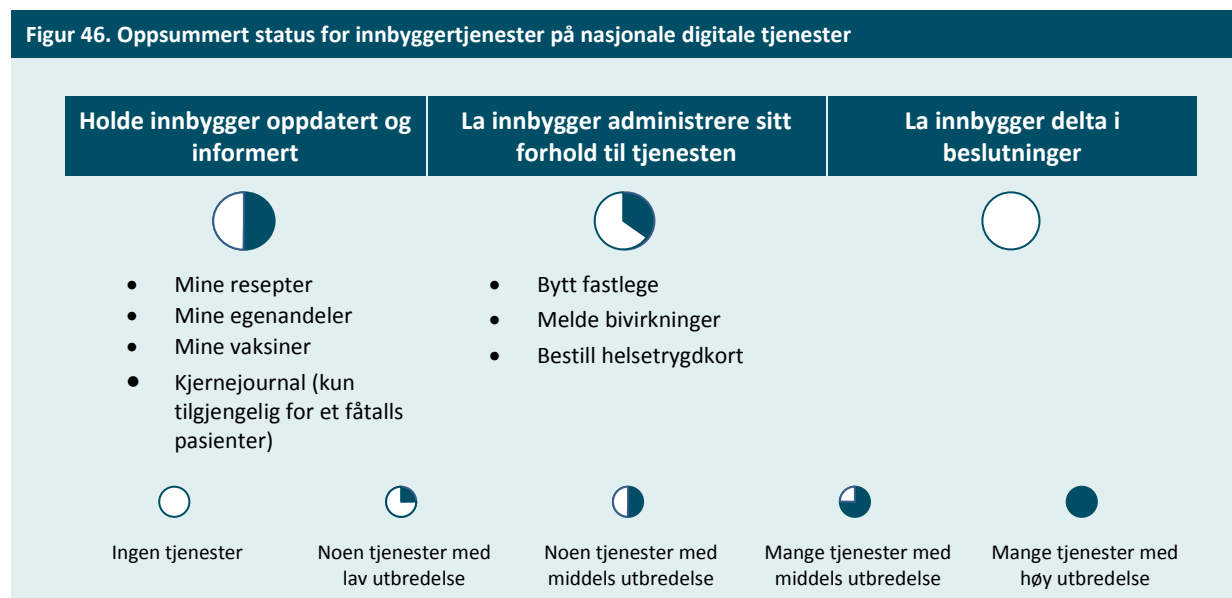 Figur 46. Oppsummert status for innbyggertjenester på nasjonale digitale tjenester
Holde innbygger oppdatert og
informert
La innbygger administrere sitt
forhold til tjenesten
La innbygger delta i
beslutninger
• Mine resepter
• Mine egenandeler
• Mine vaksiner
• Kjernejournal (kun
tilgjengelig for et fåtalls
pasienter)
• Bytt fastlege
• Melde bivirkninger
• Bestill helsetrygdkort
Ingen tjenester
Noen tjenester med
lav utbredelse
Noen tjenester med
middels utbredelse
Mange tjenester med
middels utbredelse
Mange tjenester med
høy utbredelse